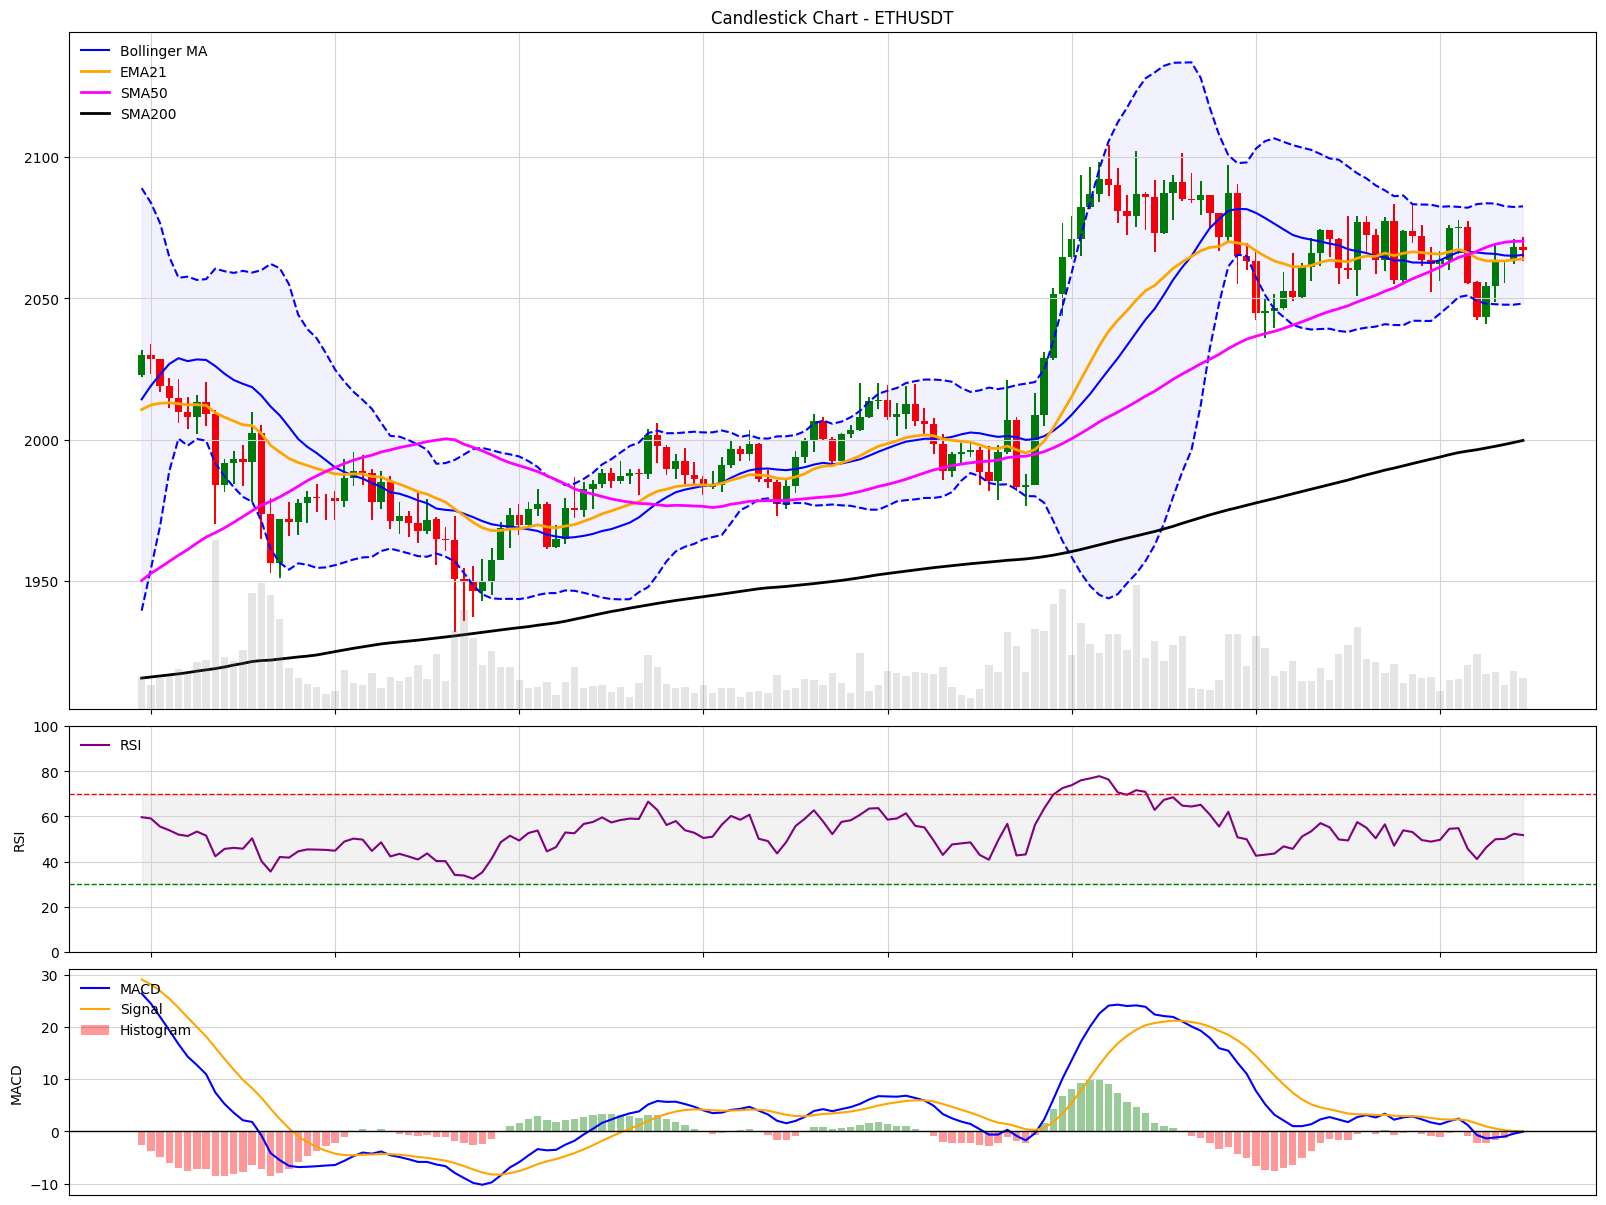 Candlestick Chart - ETHUSDT
Bollinger MA
EMA21
SMA50
SMA200
2100
2050
2000
1950
100
80
60
40
20
0
RSI
RSI
30
20
10
0
−10
MACD
MACD
Signal
Histogram